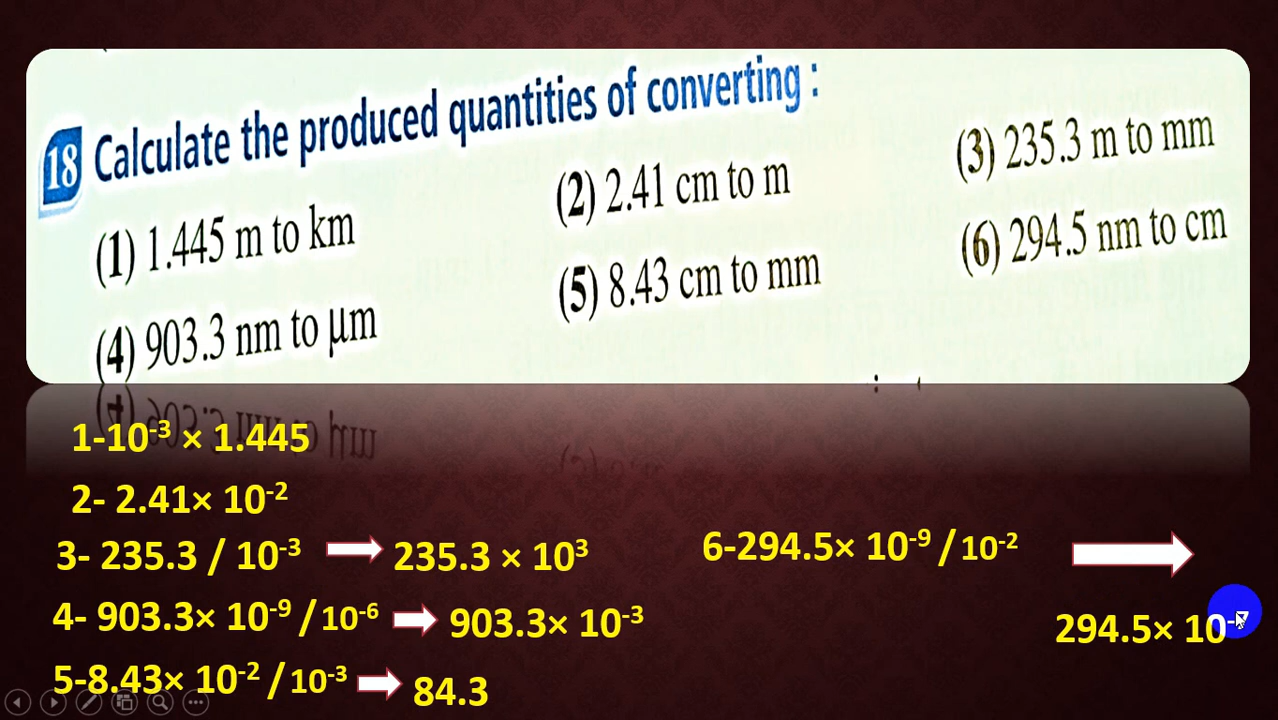 18 Calculate the produced quantities of converting :
(1) 1.445 m to km (2) 2.41 cm to m (3) 235.3 m to mm
(4) 903.3 nm to μm (5) 8.43 cm to mm (6) 294.5 nm to cm
1-10⁻³ × 1.445
2- 2.41× 10⁻²
3- 235.3 / 10⁻³ 235.3 × 10³
4- 903.3× 10⁻⁹ / 10⁻⁶ 903.3× 10⁻³
5-8.43× 10⁻² / 10⁻³ 84.3
6-294.5× 10⁻⁹ / 10⁻²
294.5× 10⁻⁷